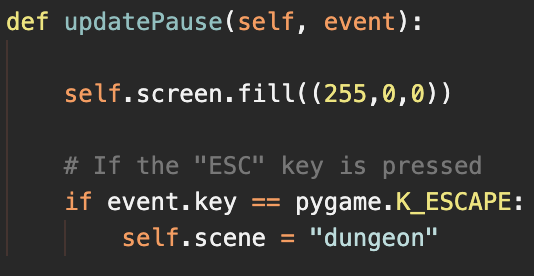 def updatePause(self, event):
self.screen.fill((255,0,0))
# If the "ESC" key is pressed
if event.key == pygame.K_ESCAPE:
self.scene = "dungeon"